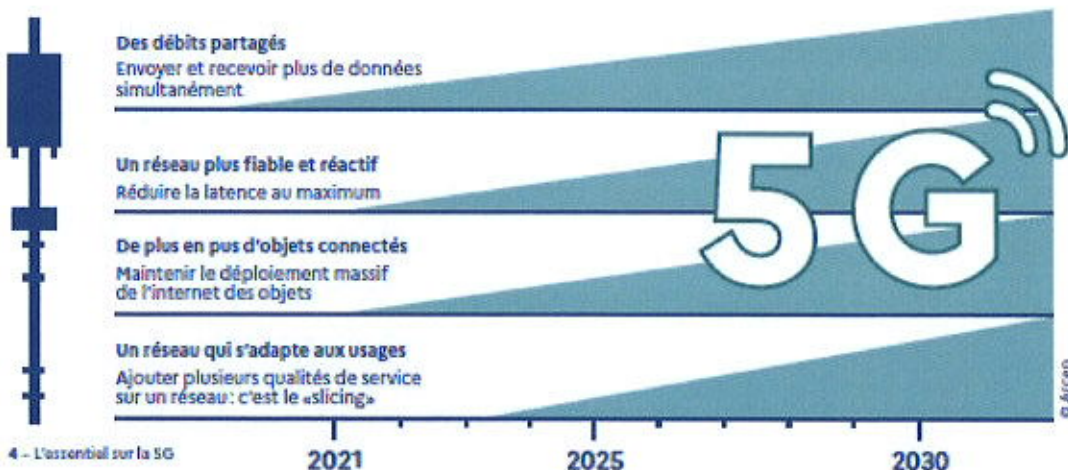 Des débits partagés
Envoyer et recevoir plus de données
simultanément
Un réseau plus fiable et réactif
Réduire la latence au maximum
De plus en pus d'objets connectés
Maintenir le déploiement massif
de l'internet des objets
Un réseau qui s'adapte aux usages
Ajouter plusieurs qualités de service
sur un réseau : c'est le «slicing»
5G
© Arcep
4 – L'essentiel sur la 5G
2021
2025
2030